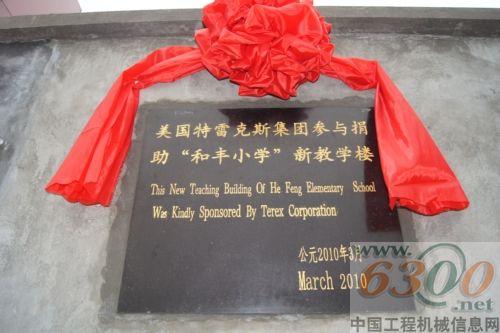 美国特雷克斯集团参与捐
助“和丰小学”新教学楼
This New Teaching Building Of He Feng Elementary School
Was Kindly Sponsored By Terex Corporation
公元2010年3月
March 2010
www.6300.net
中国工程机械信息网